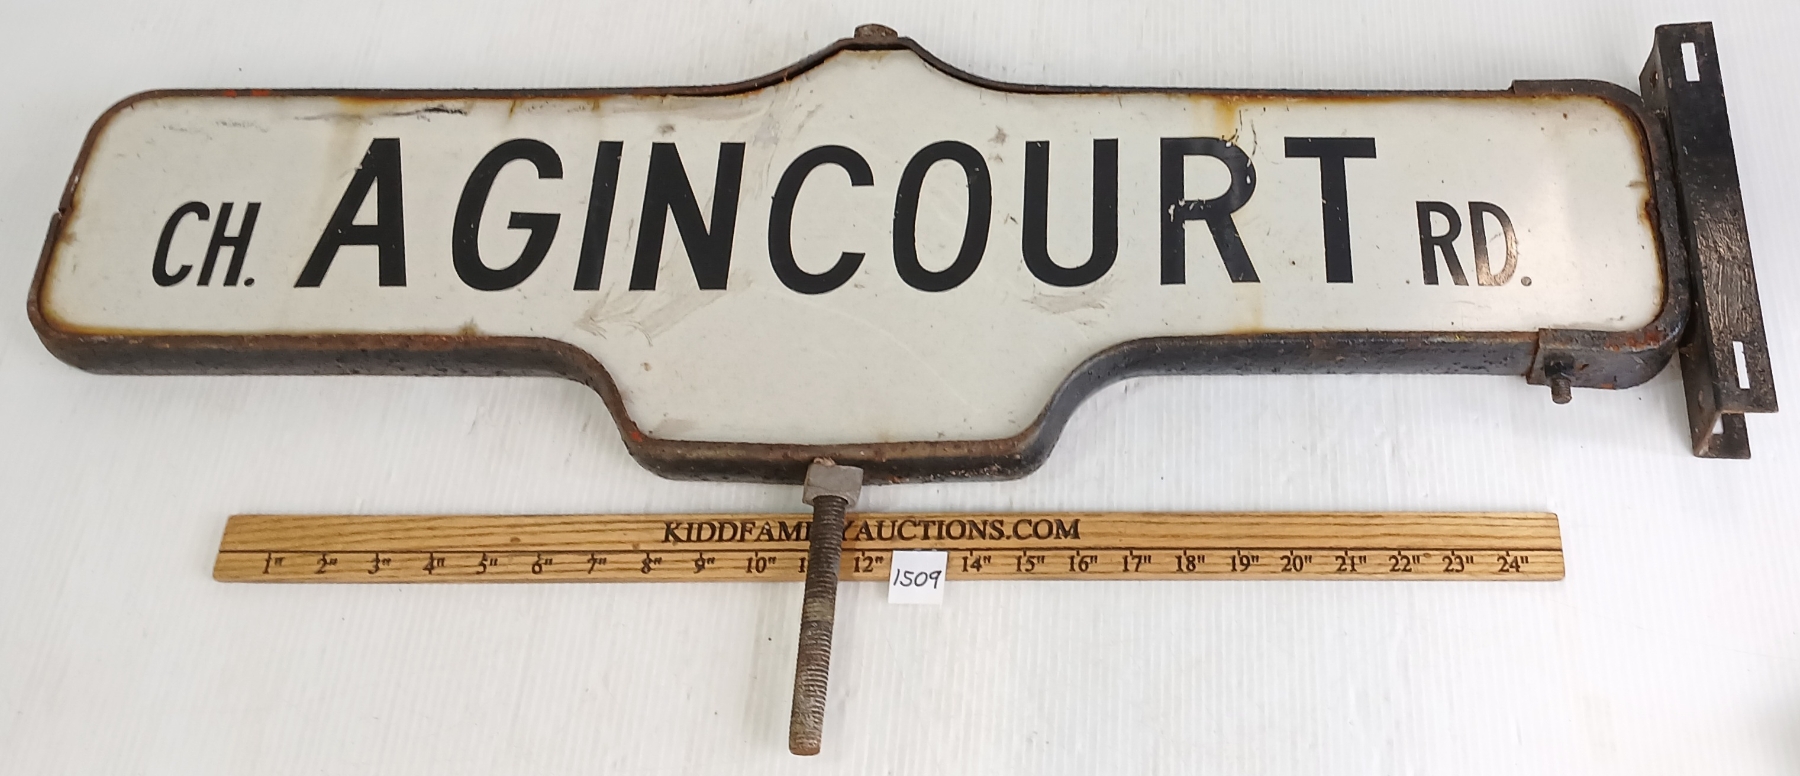 CH. AGINCOURT RD.
KIDDFAMILYAUCTIONS.COM
1" 2" 3" 4" 5" 6" 7" 8" 9" 10" 12" 14" 15" 16" 17" 18" 19" 20" 21" 22" 23" 24"
1509